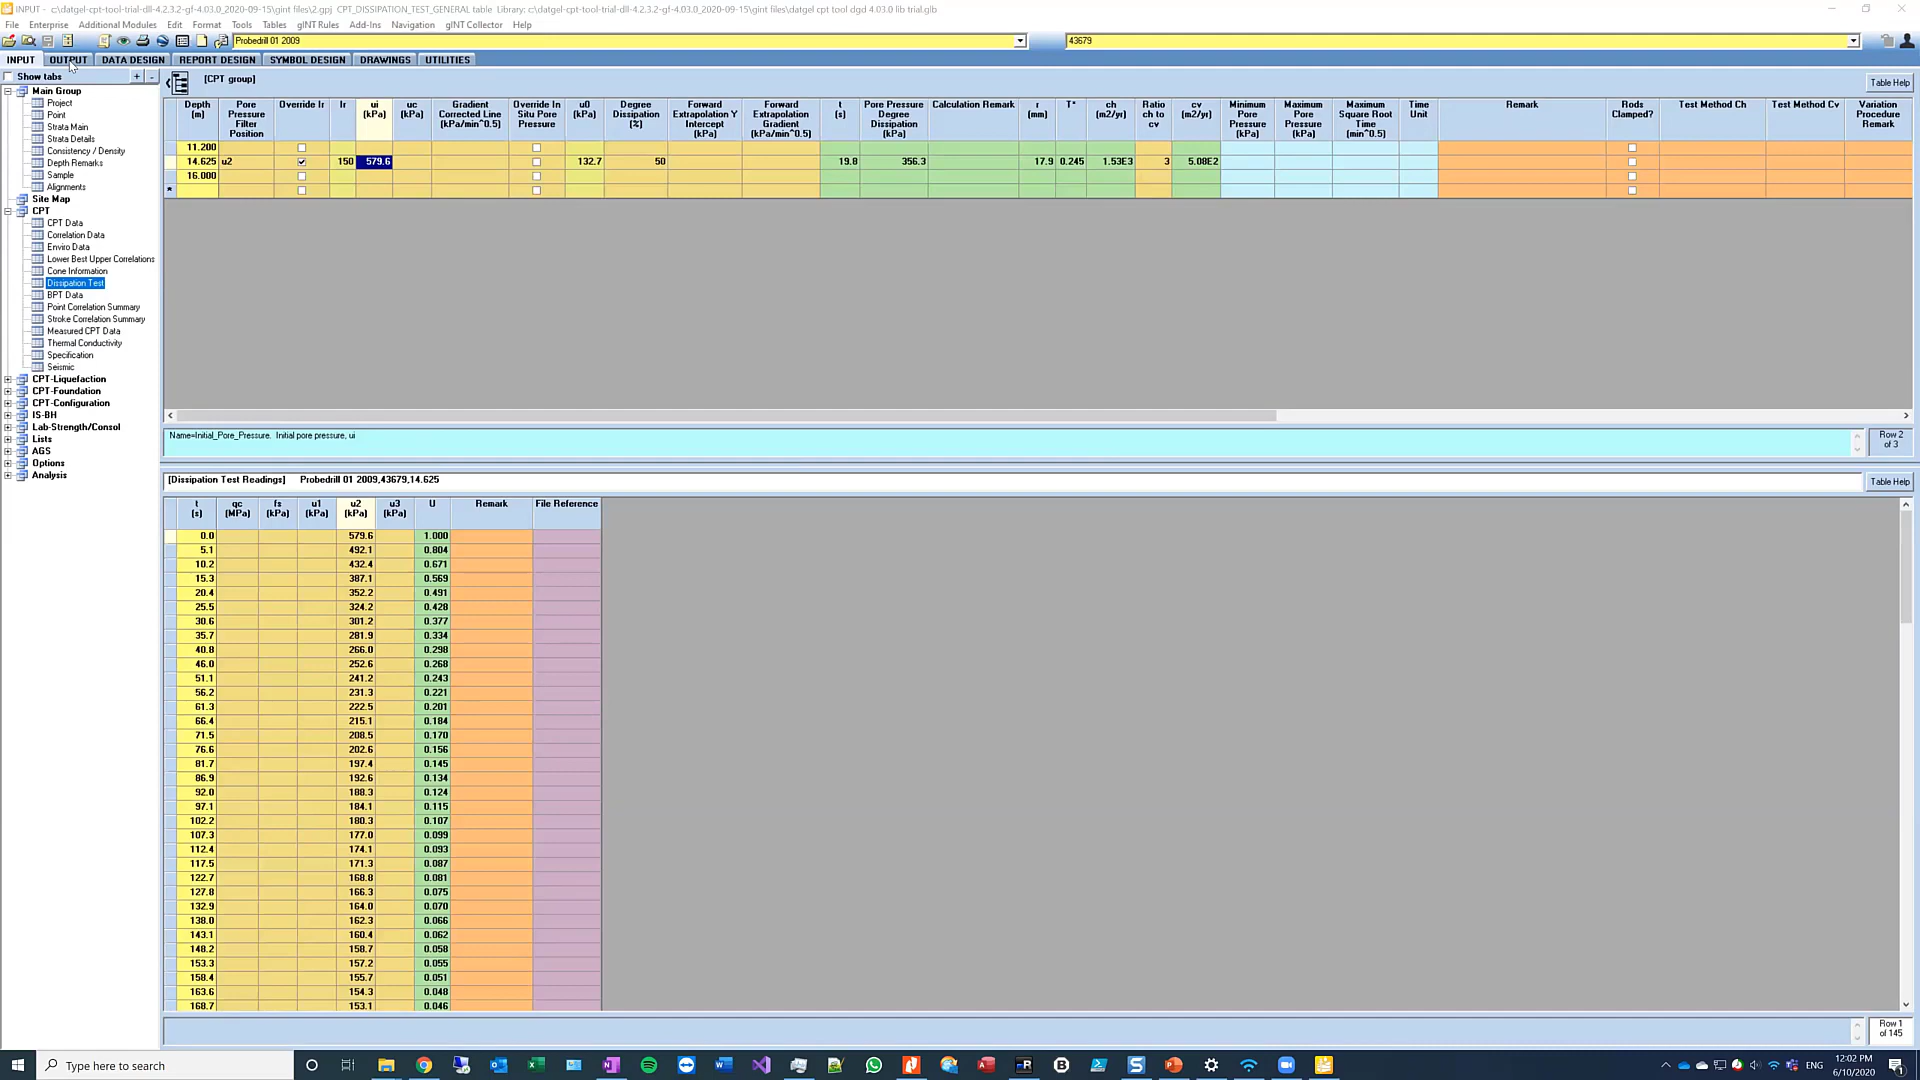 INPUT - c:\datgel-cpt-tool-trial-dll-4.2.3.2-gf-4.03.0_2020-09-15\gint files\2.gpj  CPT_DISSIPATION_TEST_GENERAL table  Library: c:\datgel-cpt-tool-trial-dll-4.2.3.2-gf-4.03.0_2020-09-15\gint files\datgel cpt tool dgd 4.03.0 lib trial.glb
File Enterprise Additional Modules Edit Format Tools Tables gINT Rules Add-Ins Navigation gINT Collector Help
Probedrill 01 2009 43679
INPUT OUTPUT DATA DESIGN REPORT DESIGN SYMBOL DESIGN DRAWINGS UTILITIES
Show tabs + -
Main Group
Project
Point
Strata Main
Strata Details
Consistency / Density
Depth Remarks
Sample
Alignments
Site Map
CPT
CPT Data
Correlation Data
Enviro Data
Lower Best Upper Correlations
Cone Information
Dissipation Test
BPT Data
Point Correlation Summary
Stroke Correlation Summary
Measured CPT Data
Thermal Conductivity
Specification
Seismic
CPT-Liquefaction
CPT-Foundation
CPT-Configuration
IS-BH
Lab-Strength/Consol
Lists
AGS
Options
Analysis
[CPT group] Table Help
Depth (m) Pore Pressure Filter Position Override Ir Ir ui (kPa) uc (kPa) Gradient Corrected Line (kPa/min^0.5) Override In Situ Pore Pressure u0 (kPa) Degree Dissipation (%) Forward Extrapolation Y Intercept (kPa) Forward Extrapolation Gradient (kPa/min^0.5) t (s) Pore Pressure Degree Dissipation (kPa) Calculation Remark r (mm) T* ch (m2/yr) Ratio ch to cv cv (m2/yr) Minimum Pore Pressure (kPa) Maximum Pore Pressure (kPa) Maximum Square Root Time (min^0.5) Time Unit Remark Rods Clamped? Test Method Ch Test Method Cv Variation Procedure Remark
11.200
14.625 u2 150 579.6 132.7 50 19.8 356.3 17.9 0.245 1.53E3 3 5.08E2
16.000
*
Name=Initial_Pore_Pressure.  Initial pore pressure, ui
Row 2 of 3
[Dissipation Test Readings] Probedrill 01 2009,43679,14.625 Table Help
t (s) qc (MPa) fs (kPa) u1 (kPa) u2 (kPa) u3 (kPa) U Remark File Reference
0.0 579.6 1.000
5.1 492.1 0.804
10.2 432.4 0.671
15.3 387.1 0.569
20.4 352.2 0.491
25.5 324.2 0.428
30.6 301.2 0.377
35.7 281.9 0.334
40.8 266.0 0.298
46.0 252.6 0.268
51.1 241.2 0.243
56.2 231.3 0.221
61.3 222.5 0.201
66.4 215.1 0.184
71.5 208.5 0.170
76.6 202.6 0.156
81.7 197.4 0.145
86.9 192.6 0.134
92.0 188.3 0.124
97.1 184.1 0.115
102.2 180.3 0.107
107.3 177.0 0.099
112.4 174.1 0.093
117.5 171.3 0.087
122.7 168.8 0.081
127.8 166.3 0.075
132.9 164.0 0.070
138.0 162.3 0.066
143.1 160.4 0.062
148.2 158.7 0.058
153.3 157.2 0.055
158.4 155.7 0.051
163.6 154.3 0.048
168.7 153.1 0.046
Row 1 of 145
Type here to search
ENG
12:02 PM
6/10/2020